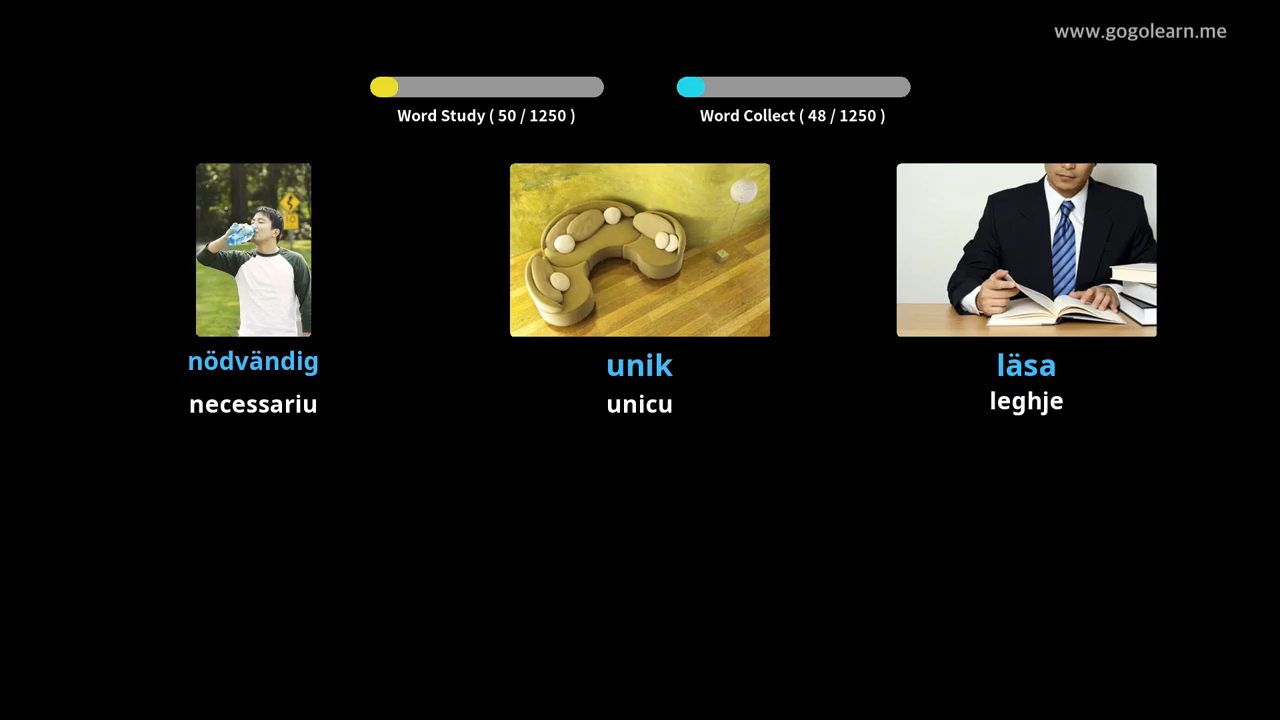 www.gogolearn.me
Word Study ( 50 / 1250 )
Word Collect ( 48 / 1250 )
nödvändig
necessariu
unik
unicu
läsa
leghje